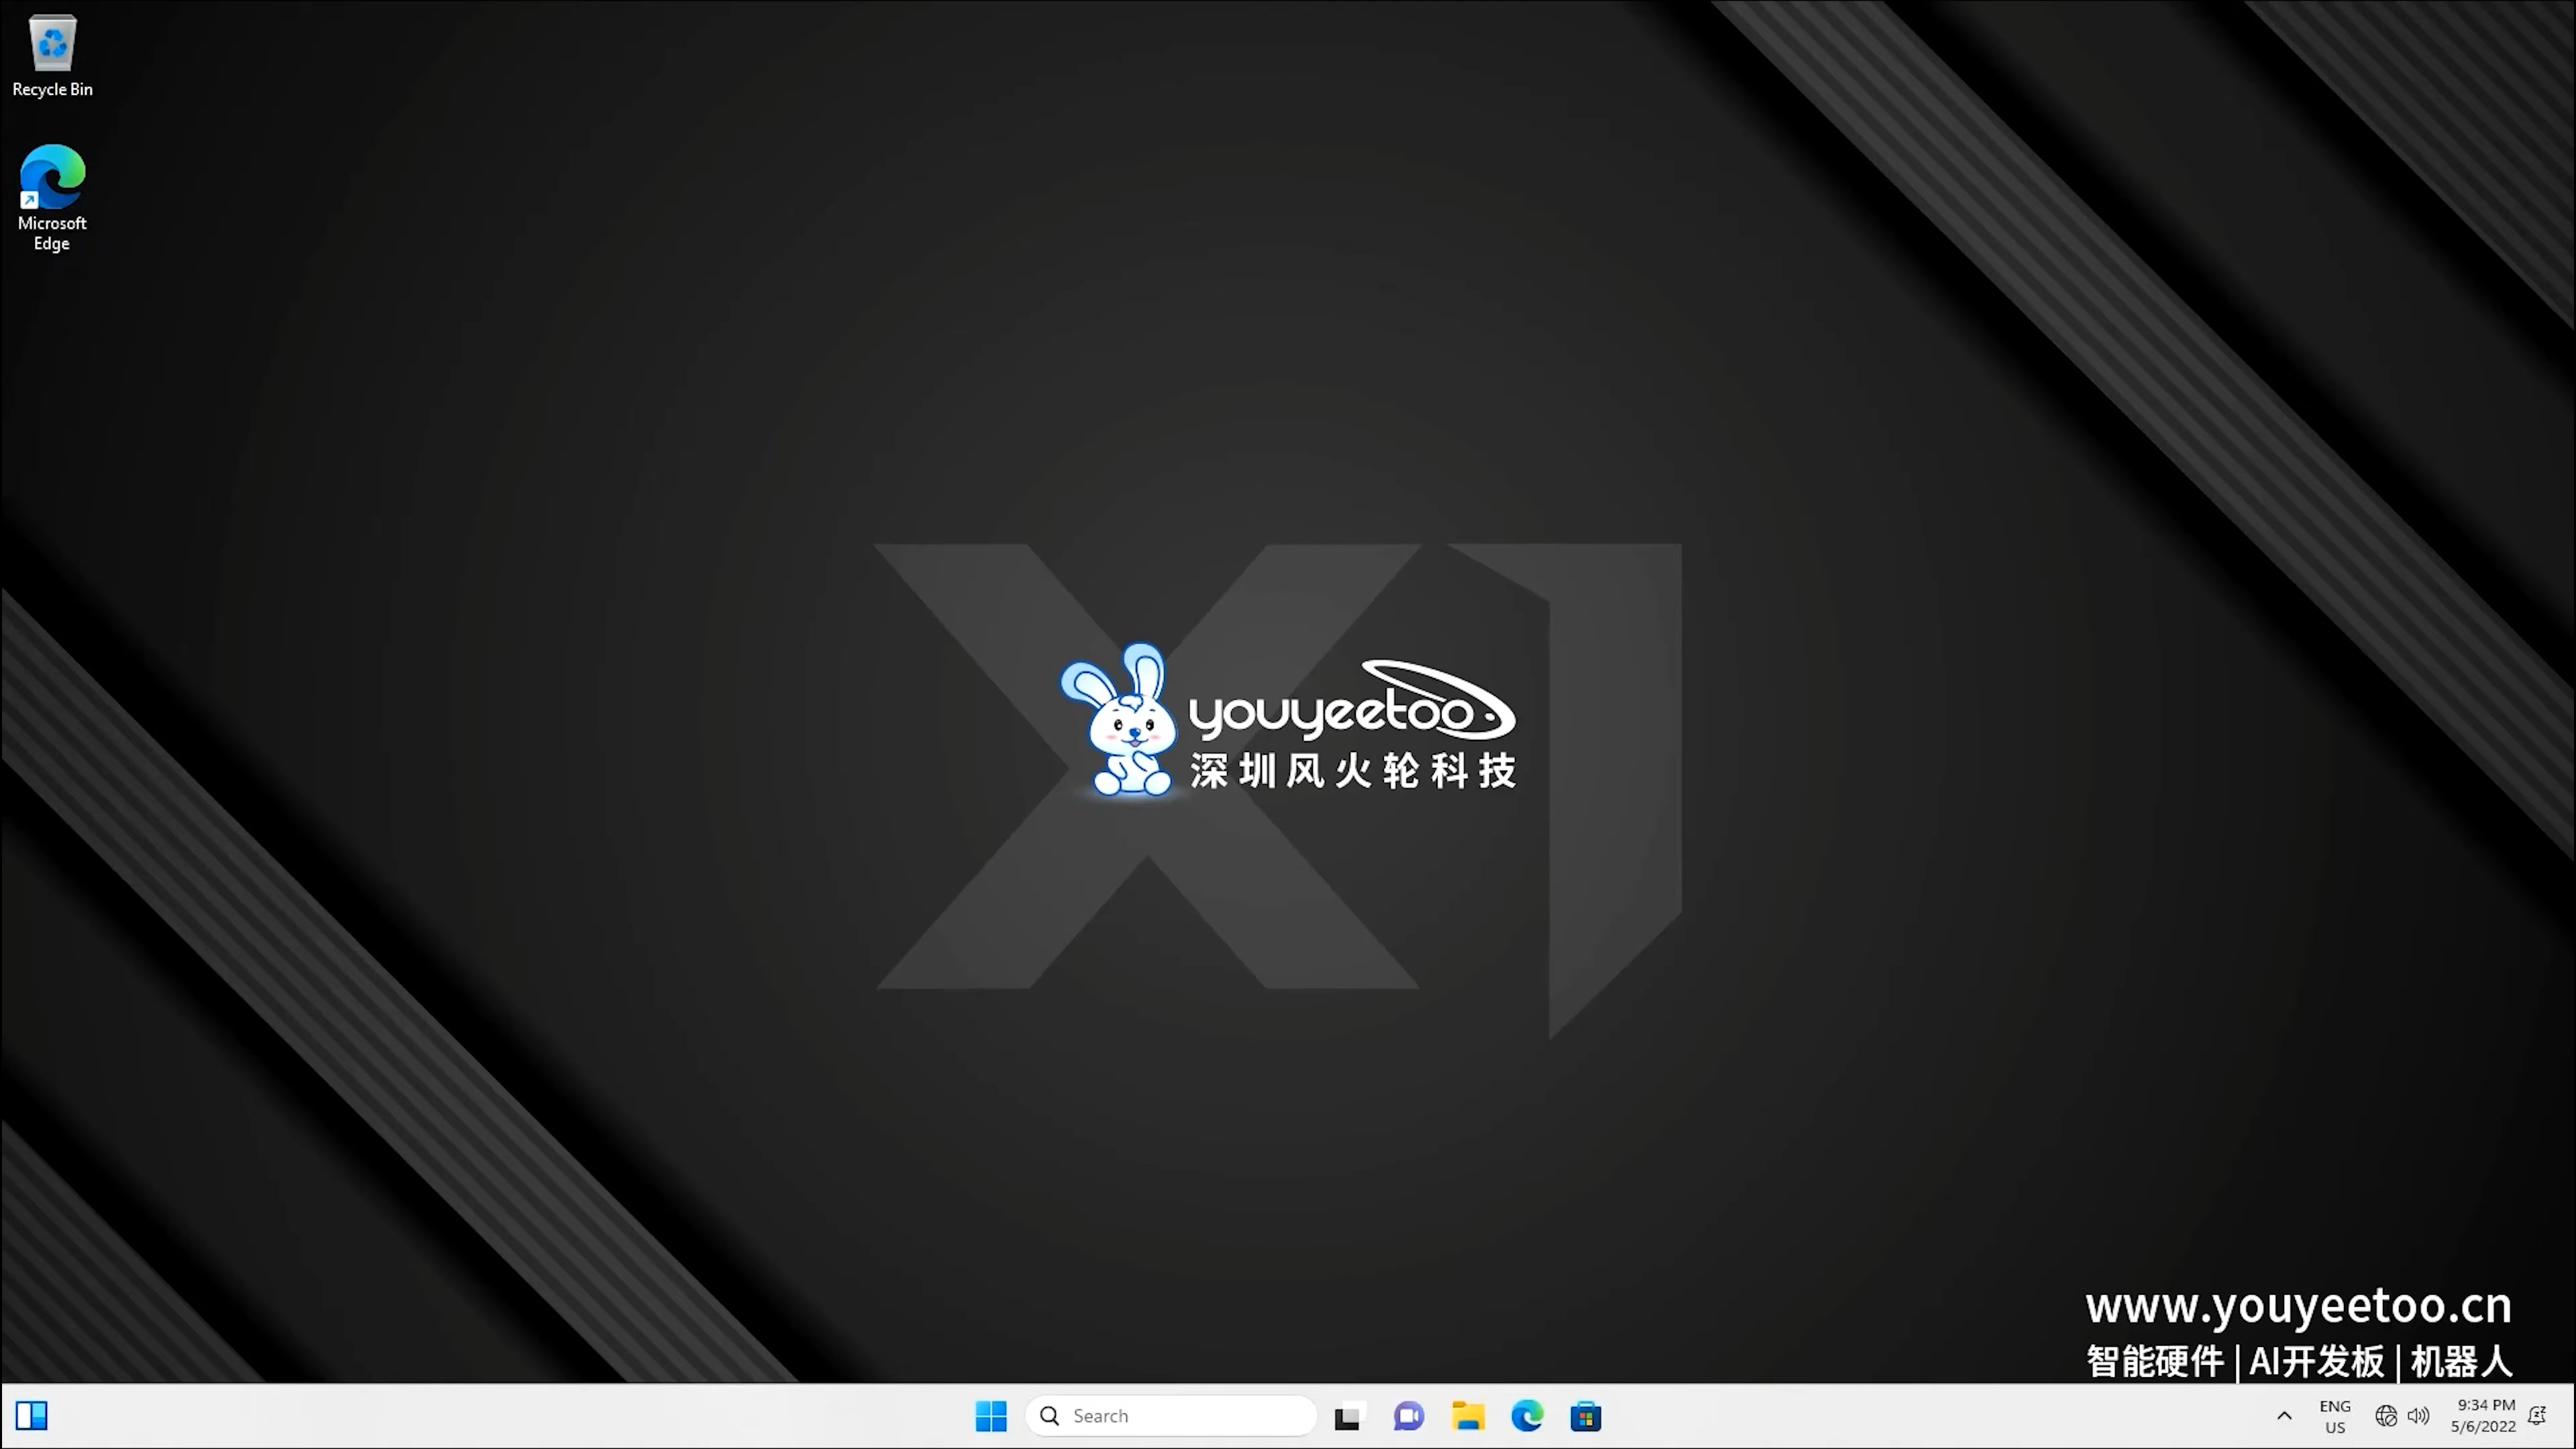 Recycle Bin
Microsoft
Edge
X1
youyeetoo
深圳风火轮科技
www.youyeetoo.cn
智能硬件 | AI开发板 | 机器人
Search
ENG
US
9:34 PM
5/6/2022